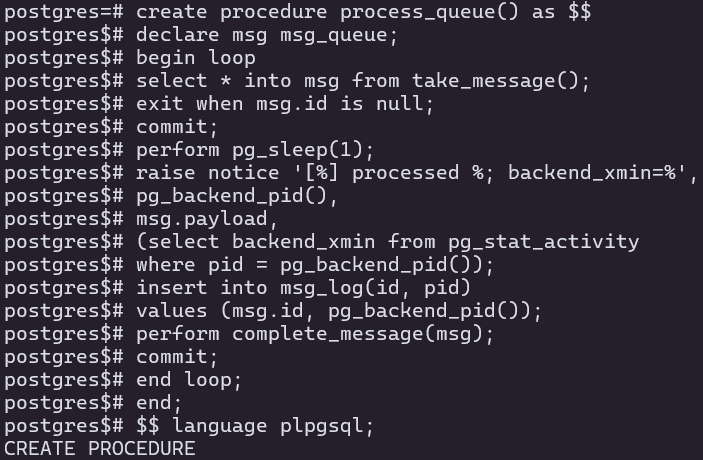 postgres=# create procedure process_queue() as $$
postgres$# declare msg msg_queue;
postgres$# begin loop
postgres$# select * into msg from take_message();
postgres$# exit when msg.id is null;
postgres$# commit;
postgres$# perform pg_sleep(1);
postgres$# raise notice '[%] processed %; backend_xmin=%',
postgres$# pg_backend_pid(),
postgres$# msg.payload,
postgres$# (select backend_xmin from pg_stat_activity
postgres$# where pid = pg_backend_pid());
postgres$# insert into msg_log(id, pid)
postgres$# values (msg.id, pg_backend_pid());
postgres$# perform complete_message(msg);
postgres$# commit;
postgres$# end loop;
postgres$# end;
postgres$# $$ language plpgsql;
CREATE PROCEDURE